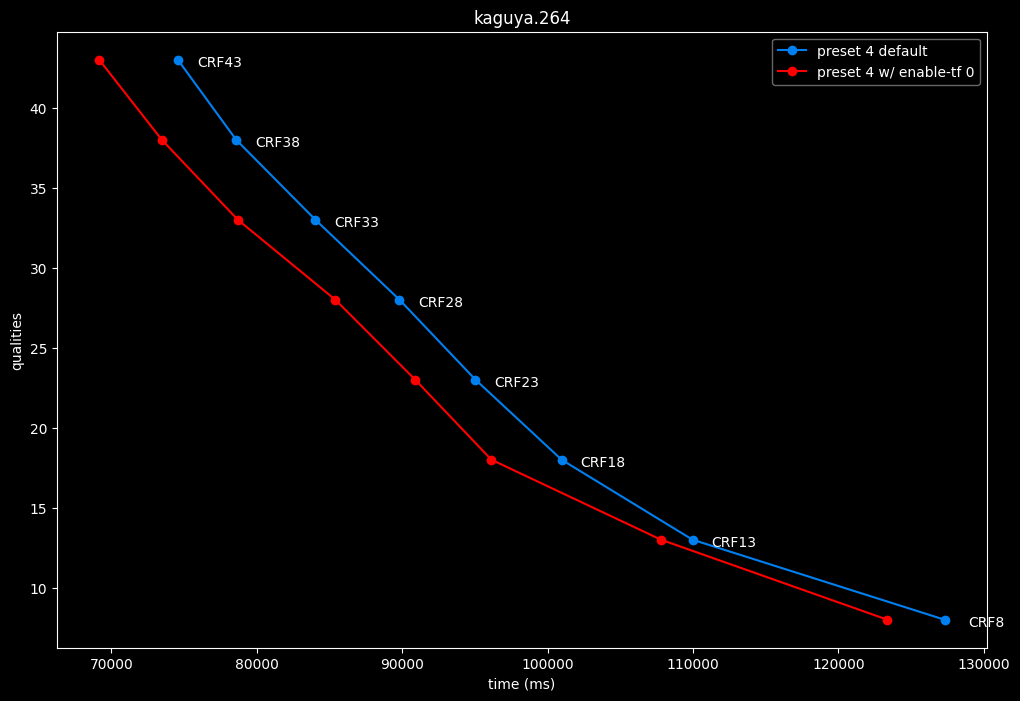 kaguya.264
preset 4 default
preset 4 w/ enable-tf 0
CRF43
CRF38
CRF33
CRF28
CRF23
CRF18
CRF13
CRF8
qualities
40
35
30
25
20
15
10
70000 80000 90000 100000 110000 120000 130000
time (ms)